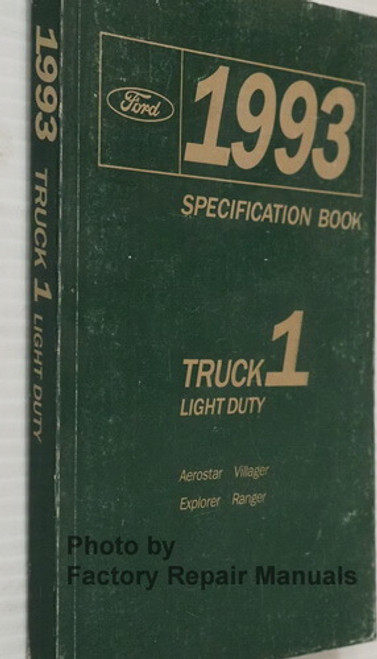 1993 TRUCK 1 LIGHT DUTY
Ford
1993
SPECIFICATION BOOK
TRUCK 1
LIGHT DUTY
Aerostar Villager
Explorer Ranger
Photo by
Factory Repair Manuals